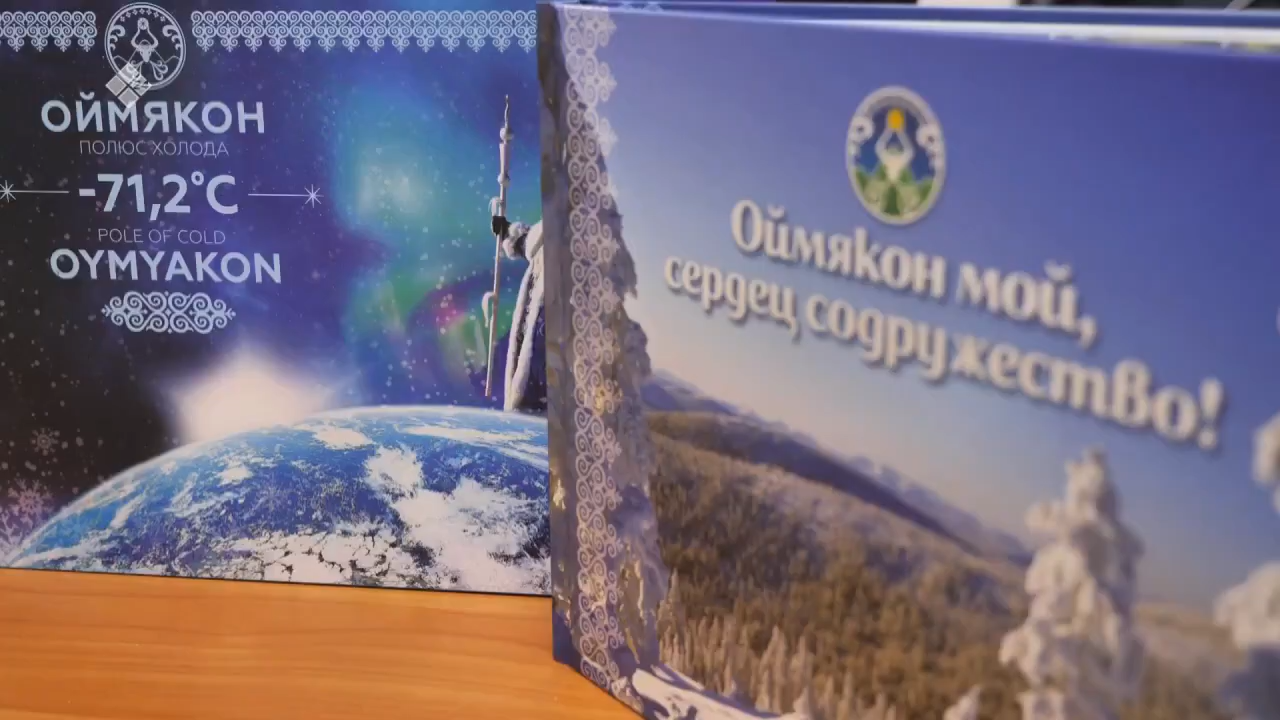 ОЙМЯКОН
ПОЛЮС ХОЛОДА
-71,2°C
POLE OF COLD
OYMYAKON
Оймякон мой,
сердец содружество!